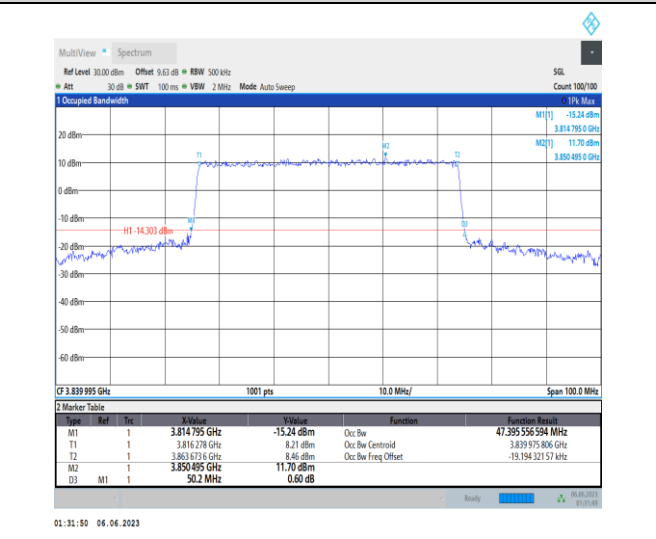 MultiView Spectrum
Ref Level 30.00 dBm Offset 9.63 dB RBW 500 kHz SGL
Att 30 dB SWT 100 ms VBW 2 MHz Mode Auto Sweep Count 100/100
1 Occupied Bandwidth 1Pk Max
M1[1] -15.24 dBm
3.814 795 0 GHz
20 dBm
M2[1] 11.70 dBm
3.850 495 0 GHz
M2
T1 T2
10 dBm
0 dBm
-10 dBm
M1
D3
H1 -14.303 dBm
-20 dBm
-30 dBm
-40 dBm
-50 dBm
-60 dBm
CF 3.839 995 GHz 1001 pts 10.0 MHz/ Span 100.0 MHz
2 Marker Table
Type Ref Trc X-Value Y-Value Function Function Result
M1 1 3.814 795 GHz -15.24 dBm Occ Bw 47.395 556 594 MHz
T1 1 3.816 278 GHz 8.21 dBm Occ Bw Centroid 3.839 975 806 GHz
T2 1 3.863 673 6 GHz 8.46 dBm Occ Bw Freq Offset -19.194 321 57 kHz
M2 1 3.850 495 GHz 11.70 dBm
D3 M1 1 50.2 MHz 0.60 dB
Ready 06.06.2023
01:31:48
01:31:50 06.06.2023